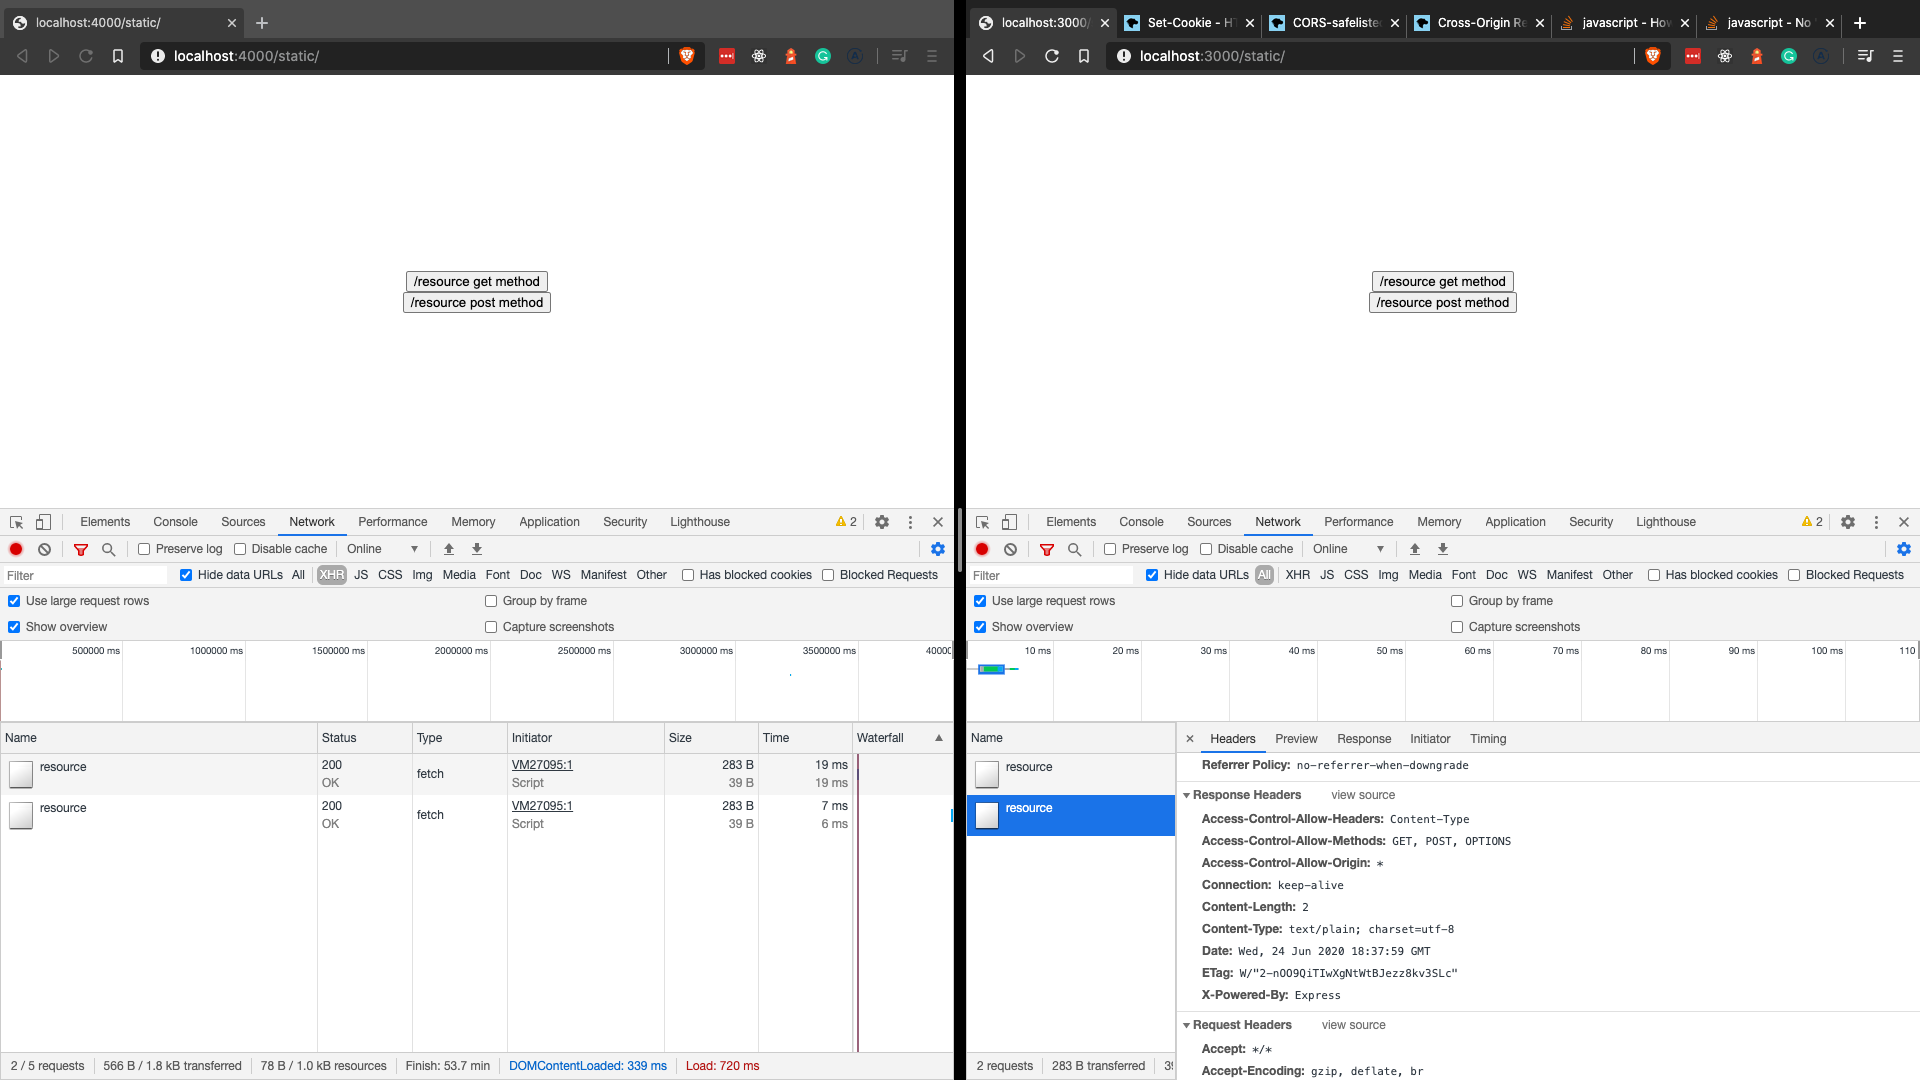 localhost:4000/static/
localhost:4000/static/
/resource get method
/resource post method
Elements Console Sources Network Performance Memory Application Security Lighthouse 2
Preserve log Disable cache Online
Filter Hide data URLs All XHR JS CSS Img Media Font Doc WS Manifest Other Has blocked cookies Blocked Requests
Use large request rows Group by frame
Show overview Capture screenshots
500000 ms 1000000 ms 1500000 ms 2000000 ms 2500000 ms 3000000 ms 3500000 ms 4000
Name Status Type Initiator Size Time Waterfall
resource 200 fetch VM27095:1 283 B 19 ms
OK Script 39 B 19 ms
resource 200 fetch VM27095:1 283 B 7 ms
OK Script 39 B 6 ms
2 / 5 requests 566 B / 1.8 kB transferred 78 B / 1.0 kB resources Finish: 53.7 min DOMContentLoaded: 339 ms Load: 720 ms
localhost:3000/ Set-Cookie - HT CORS-safeliste Cross-Origin Re javascript - How javascript - No
localhost:3000/static/
/resource get method
/resource post method
Elements Console Sources Network Performance Memory Application Security Lighthouse 2
Preserve log Disable cache Online
Filter Hide data URLs All XHR JS CSS Img Media Font Doc WS Manifest Other Has blocked cookies Blocked Requests
Use large request rows Group by frame
Show overview Capture screenshots
10 ms 20 ms 30 ms 40 ms 50 ms 60 ms 70 ms 80 ms 90 ms 100 ms 110
Name
resource
resource
2 requests 283 B transferred 39
Headers Preview Response Initiator Timing
Referrer Policy: no-referrer-when-downgrade
Response Headers view source
Access-Control-Allow-Headers: Content-Type
Access-Control-Allow-Methods: GET, POST, OPTIONS
Access-Control-Allow-Origin: *
Connection: keep-alive
Content-Length: 2
Content-Type: text/plain; charset=utf-8
Date: Wed, 24 Jun 2020 18:37:59 GMT
ETag: W/"2-nOO9QiTIwXgNtWtBJezz8kv3SLc"
X-Powered-By: Express
Request Headers view source
Accept: */*
Accept-Encoding: gzip, deflate, br